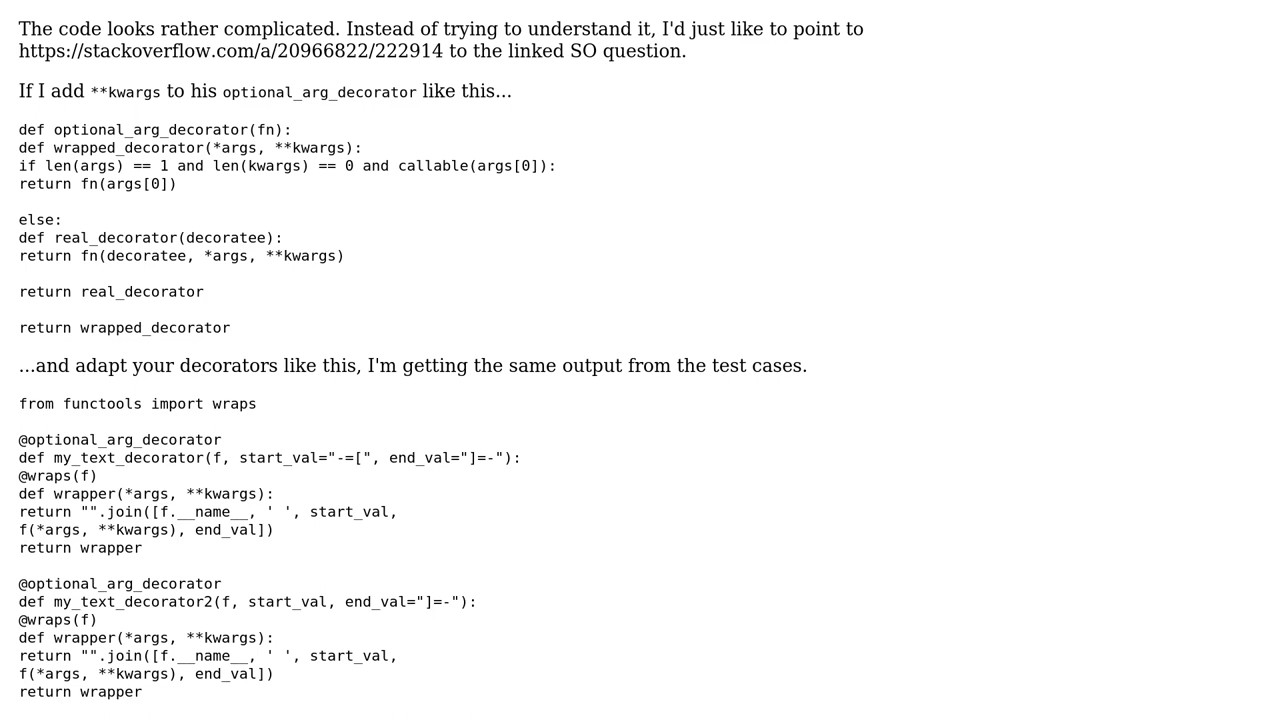 The code looks rather complicated. Instead of trying to understand it, I'd just like to point to
https://stackoverflow.com/a/20966822/222914 to the linked SO question.
If I add **kwargs to his optional_arg_decorator like this...
def optional_arg_decorator(fn):
def wrapped_decorator(*args, **kwargs):
if len(args) == 1 and len(kwargs) == 0 and callable(args[0]):
return fn(args[0])
else:
def real_decorator(decoratee):
return fn(decoratee, *args, **kwargs)
return real_decorator
return wrapped_decorator
...and adapt your decorators like this, I'm getting the same output from the test cases.
from functools import wraps
@optional_arg_decorator
def my_text_decorator(f, start_val="-=[", end_val="]=-"):
@wraps(f)
def wrapper(*args, **kwargs):
return "".join([f.__name__, ' ', start_val,
f(*args, **kwargs), end_val])
return wrapper
@optional_arg_decorator
def my_text_decorator2(f, start_val, end_val="]=-"):
@wraps(f)
def wrapper(*args, **kwargs):
return "".join([f.__name__, ' ', start_val,
f(*args, **kwargs), end_val])
return wrapper